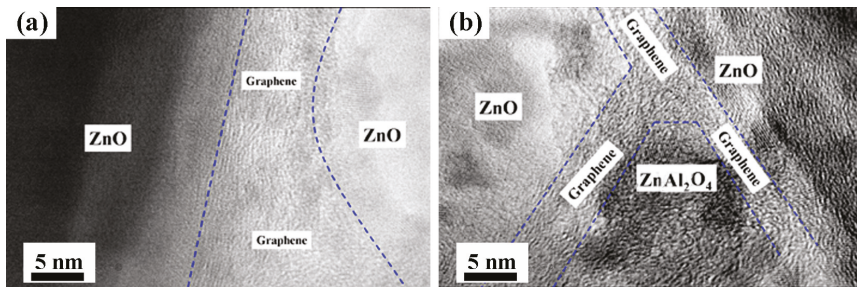 (a)
Graphene
ZnO
ZnO
Graphene
5 nm
(b)
Graphene
ZnO
ZnO
Graphene
Graphene
ZnAl₂O₄
5 nm